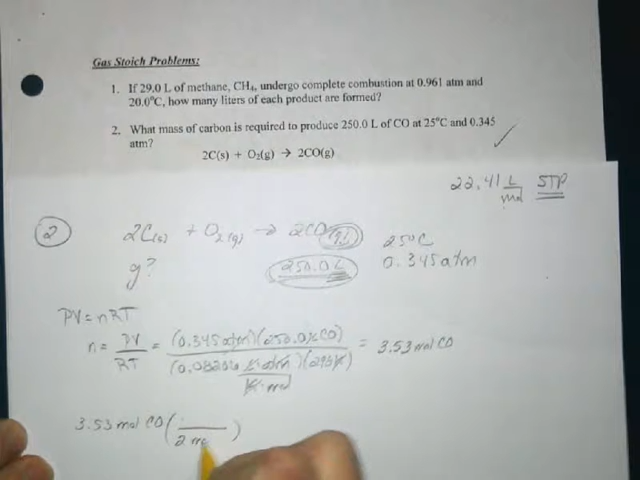 Gas Stoich Problems:
1. If 29.0 L of methane, CH₄, undergo complete combustion at 0.961 atm and
20.0°C, how many liters of each product are formed?
2. What mass of carbon is required to produce 250.0 L of CO at 25°C and 0.345
atm?
2C(s) + O₂(g) → 2CO(g)
22.41 L/mol STP
2 2C(s) + O₂(g) → 2CO(g) 25°C
g? 250.0 L 0.345 atm
PV = nRT
n = PV/RT = (0.345 atm)(250.0 L CO) / (0.08206 L·atm/K·mol)(298 K) = 3.53 mol CO
3.53 mol CO ( / 2 mo )